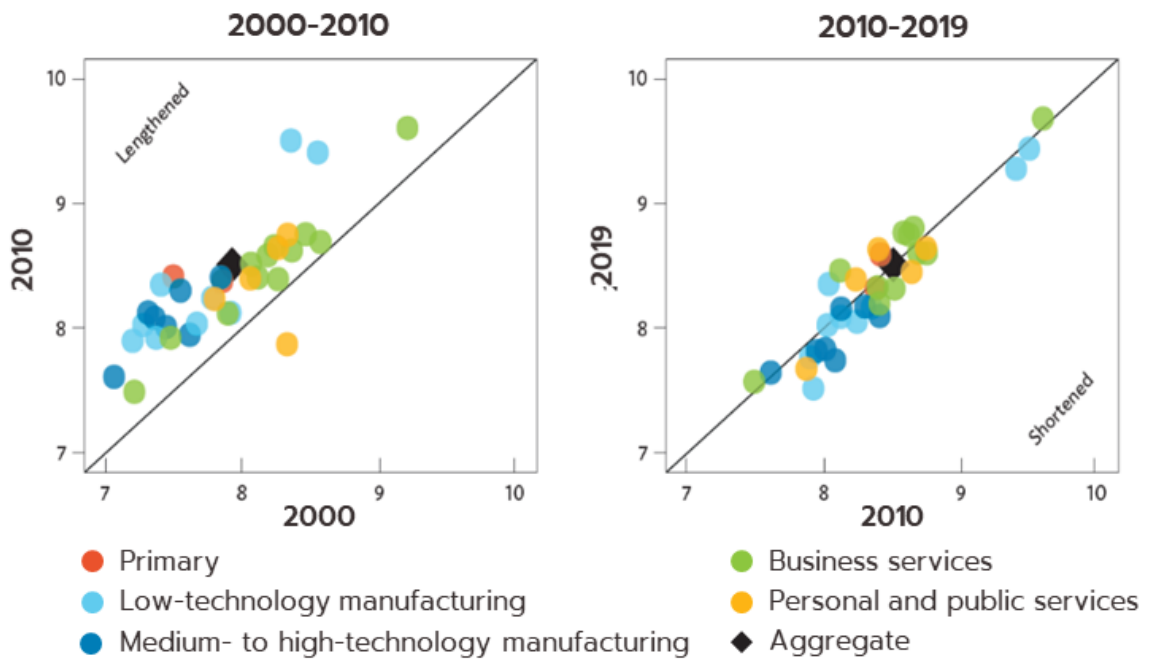 2000-2010
10
9
8
7
Lengthened
2010
7
8
9
10
2000
2010-2019
10
9
8
7
Shortened
;2019
7
8
9
10
2010
Primary
Low-technology manufacturing
Medium- to high-technology manufacturing
Business services
Personal and public services
Aggregate